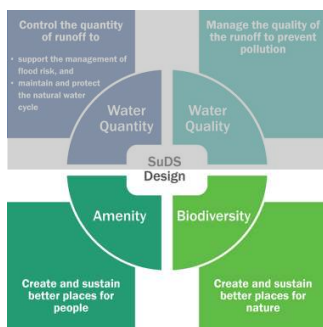 Control the quantity
of runoff to
• support the management of
flood risk, and
• maintain and protect
the natural water
cycle
Manage the quality of
the runoff to prevent
pollution
Water
Quantity
Water
Quality
SuDS
Design
Amenity
Biodiversity
Create and sustain
better places for
people
Create and sustain
better places for
nature